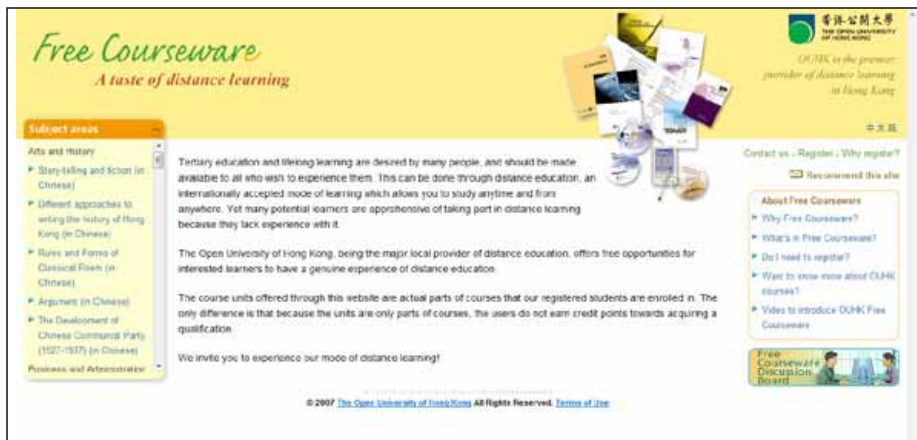 Free Courseware
A taste of distance learning
香港公開大學
THE OPEN UNIVERSITY
OF HONG KONG
OUHK is the premier
provider of distance learning
in Hong Kong
中文版
Subject areas
Arts and History
Story-telling and fiction (in
Chinese)
Different approaches to
writing the history of Hong
Kong (in Chinese)
Rules and Forms of
Classical Poem (in
Chinese)
Argument (in Chinese)
The Development of
Chinese Communist Party
(1927-1937) (in Chinese)
Business and Administration
Tertiary education and lifelong learning are desired by many people, and should be made
available to all who wish to experience them. This can be done through distance education, an
internationally accepted mode of learning which allows you to study anytime and from
anywhere. Yet many potential learners are apprehensive of taking part in distance learning
because they lack experience with it.
The Open University of Hong Kong, being the major local provider of distance education, offers free opportunities for
interested learners to have a genuine experience of distance education.
The course units offered through this website are actual parts of courses that our registered students are enrolled in. The
only difference is that because the units are only parts of courses, the users do not earn credit points towards acquiring a
qualification.
We invite you to experience our mode of distance learning!
Contact us - Register - Why register?
Recommend this site
About Free Courseware
Why Free Courseware?
What's in Free Courseware?
Do I need to register?
Want to know more about OUHK
courses?
Video to introduce OUHK Free
Courseware
Free
Courseware
Discussion
Board
© 2007 The Open University of Hong Kong All Rights Reserved. Terms of Use